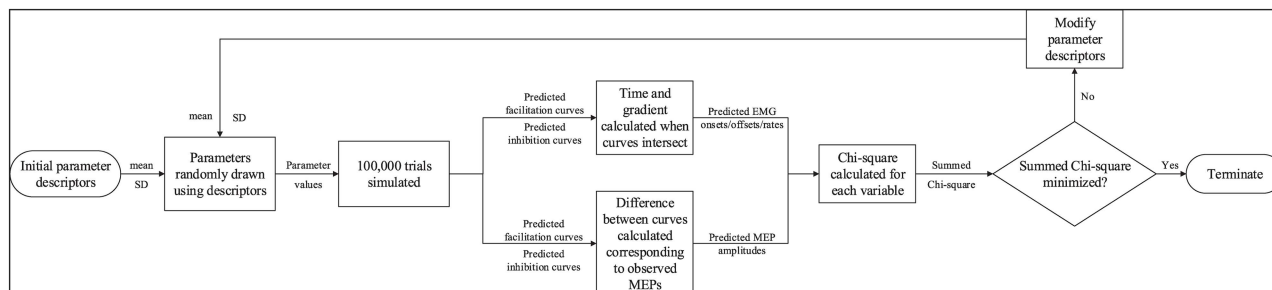 Initial parameter
descriptors
mean
SD
mean
SD
Parameters
randomly drawn
using descriptors
Parameter
values
100,000 trials
simulated
Predicted
facilitation curves
Predicted
inhibition curves
Time and
gradient
calculated when
curves intersect
Predicted EMG
onsets/offsets/rates
Predicted
facilitation curves
Predicted
inhibition curves
Difference
between curves
calculated
corresponding
to observed
MEPs
Predicted MEP
amplitudes
Chi-square
calculated for
each variable
Summed
Chi-square
Summed Chi-square
minimized?
No
Modify
parameter
descriptors
Yes
Terminate